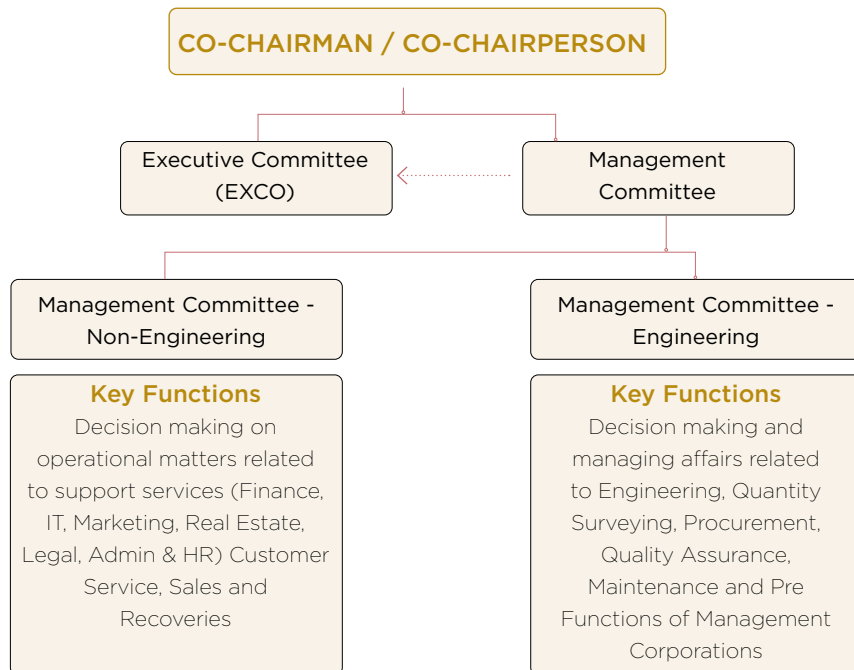 CO-CHAIRMAN / CO-CHAIRPERSON
Executive Committee
(EXCO)
Management
Committee
Management Committee -
Non-Engineering
Management Committee -
Engineering
Key Functions
Decision making on
operational matters related
to support services (Finance,
IT, Marketing, Real Estate,
Legal, Admin & HR) Customer
Service, Sales and
Recoveries
Key Functions
Decision making and
managing affairs related
to Engineering, Quantity
Surveying, Procurement,
Quality Assurance,
Maintenance and Pre
Functions of Management
Corporations